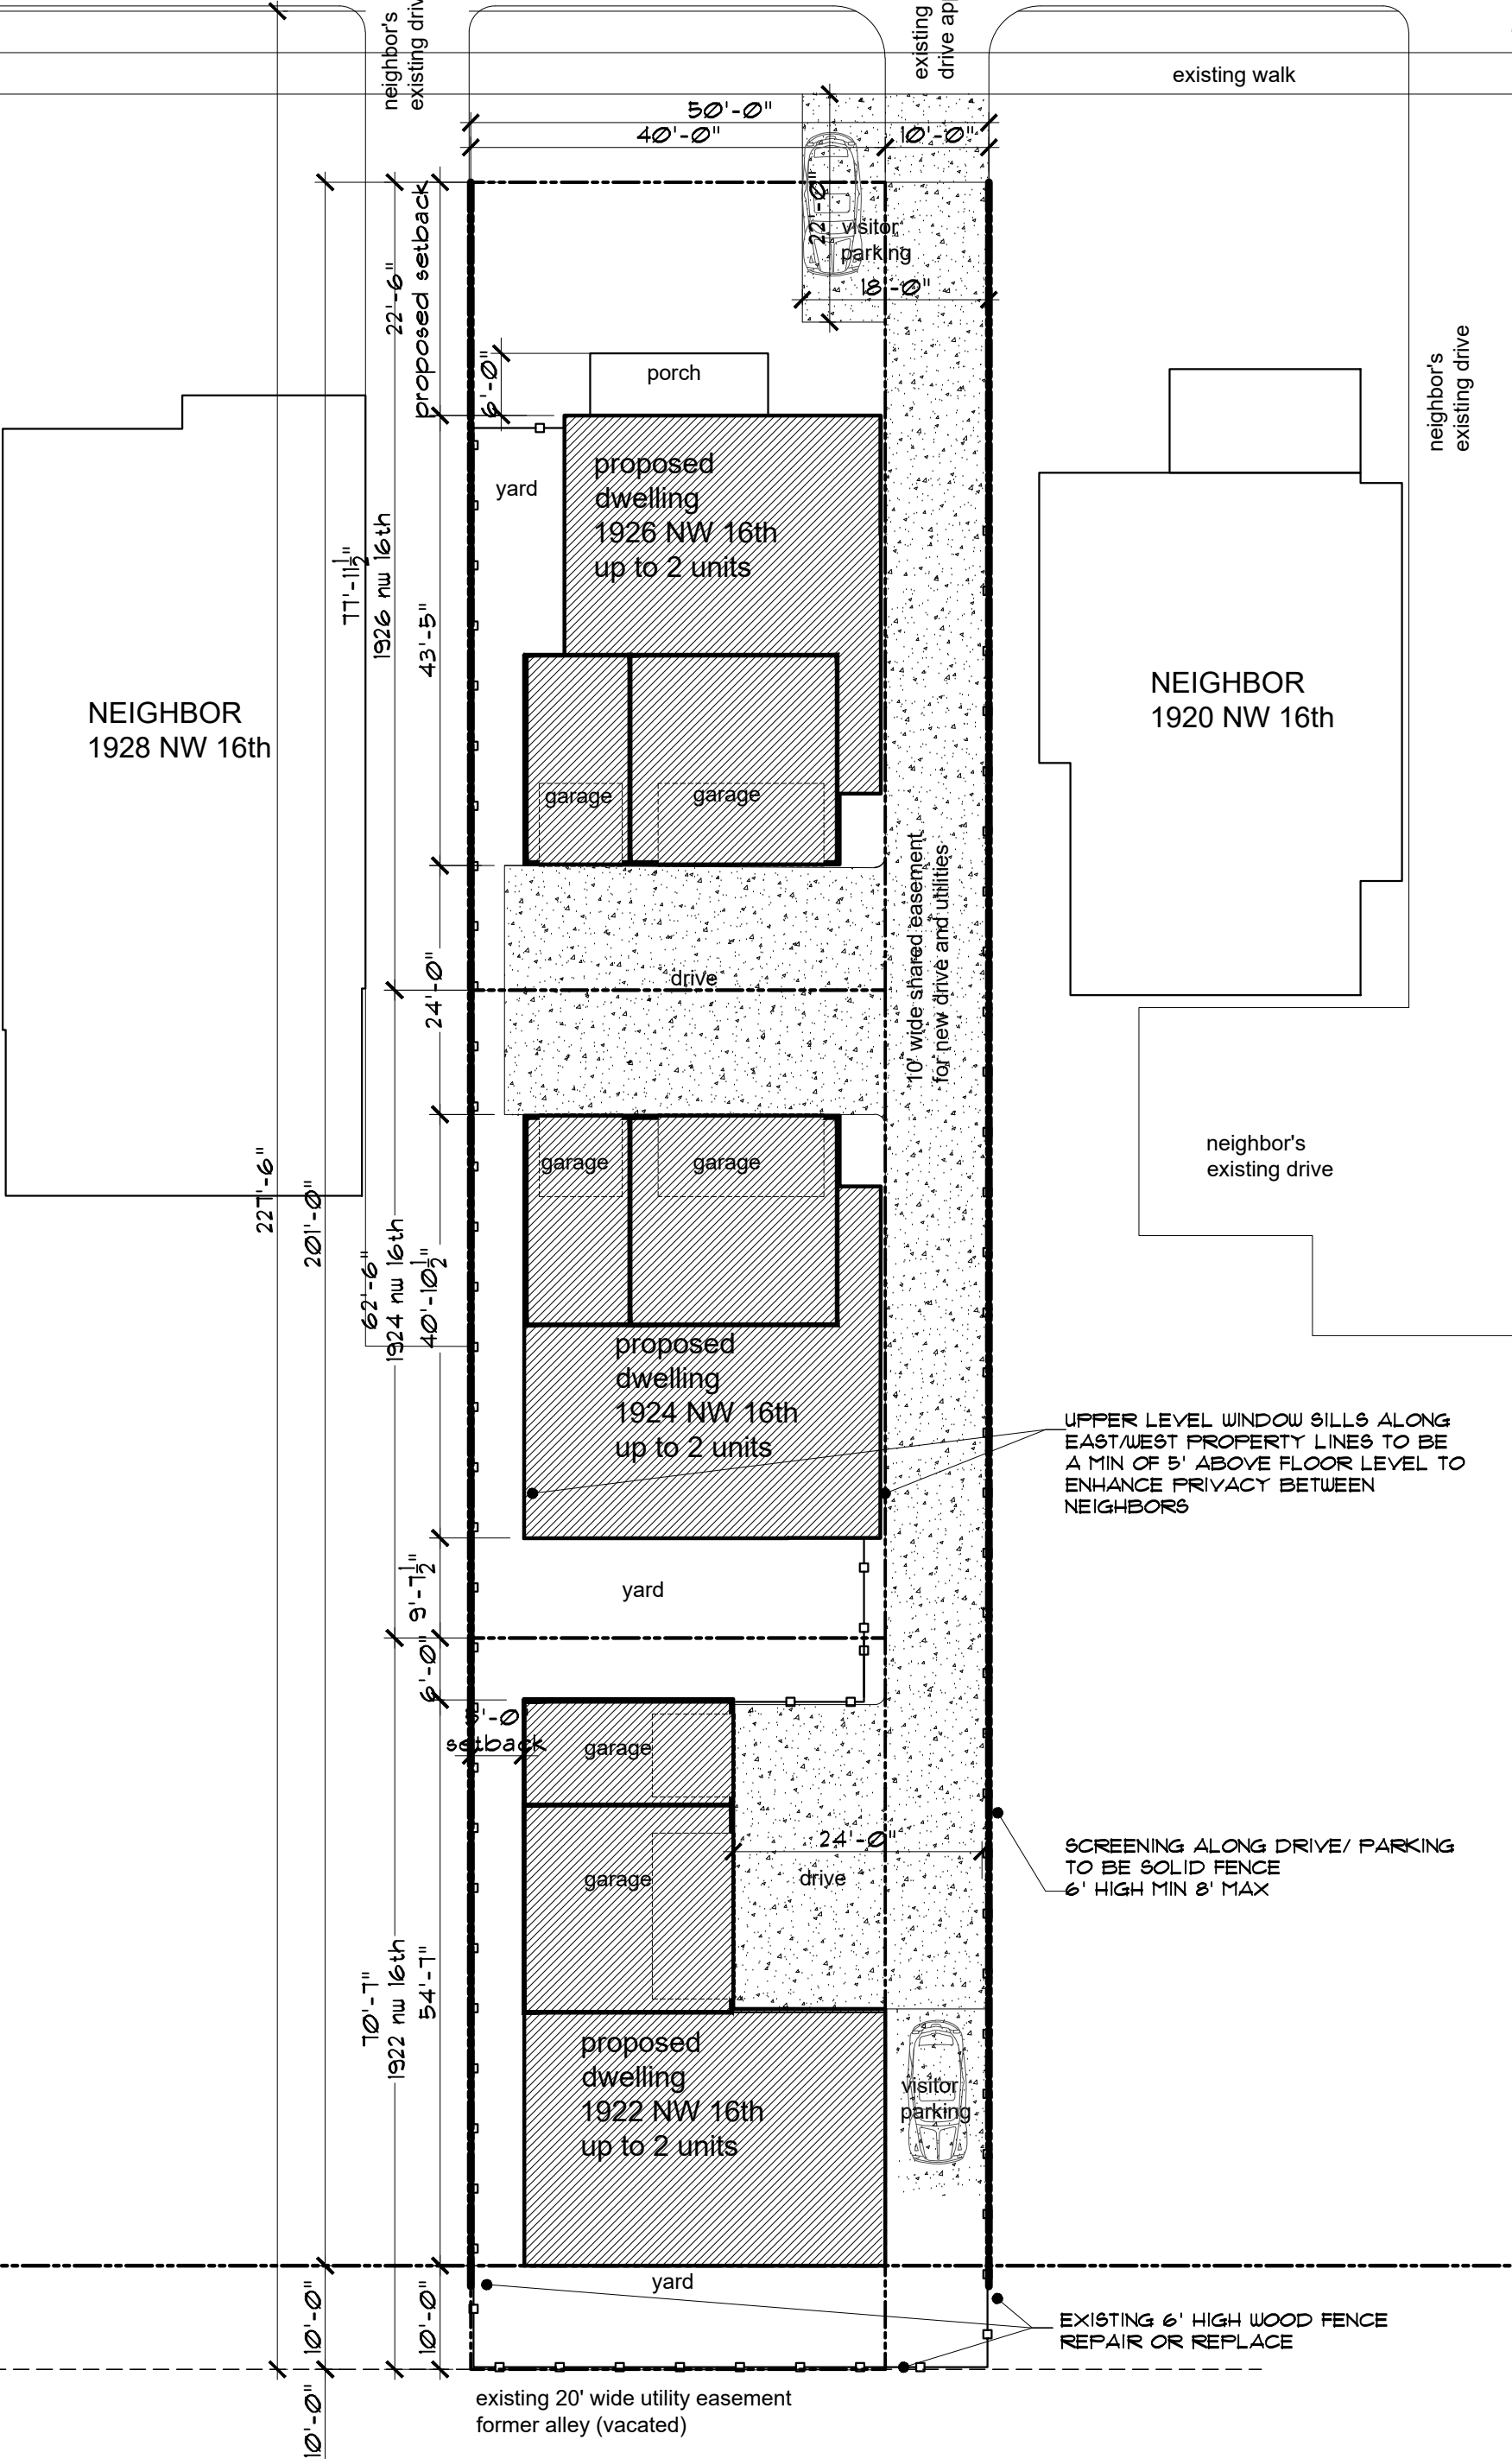 neighbor's
existing driv
existing
drive app
existing walk
50'-0"
40'-0"
10'-0"
22'-0"
visitor
parking
18'-0"
22'-6"
proposed setback
6'-0"
porch
neighbor's
existing drive
proposed
dwelling
1926 NW 16th
up to 2 units
yard
77'-11 1/2"
1926 nw 16th
43'-5"
NEIGHBOR
1928 NW 16th
NEIGHBOR
1920 NW 16th
garage
garage
10' wide shared easement
for new drive and utilities
24'-0"
drive
garage
garage
neighbor's
existing drive
227'-6"
201'-0"
62'-6"
1924 nw 16th
40'-10 1/2"
proposed
dwelling
1924 NW 16th
up to 2 units
UPPER LEVEL WINDOW SILLS ALONG
EAST/WEST PROPERTY LINES TO BE
A MIN OF 5' ABOVE FLOOR LEVEL TO
ENHANCE PRIVACY BETWEEN
NEIGHBORS
9'-7 1/2"
yard
6'-0"
setback
garage
24'-0"
garage
drive
SCREENING ALONG DRIVE/ PARKING
TO BE SOLID FENCE
6' HIGH MIN 8' MAX
70'-7"
1922 nw 16th
54'-7"
proposed
dwelling
1922 NW 16th
up to 2 units
visitor
parking
yard
10'-0"
10'-0"
EXISTING 6' HIGH WOOD FENCE
REPAIR OR REPLACE
existing 20' wide utility easement
former alley (vacated)
10'-0"